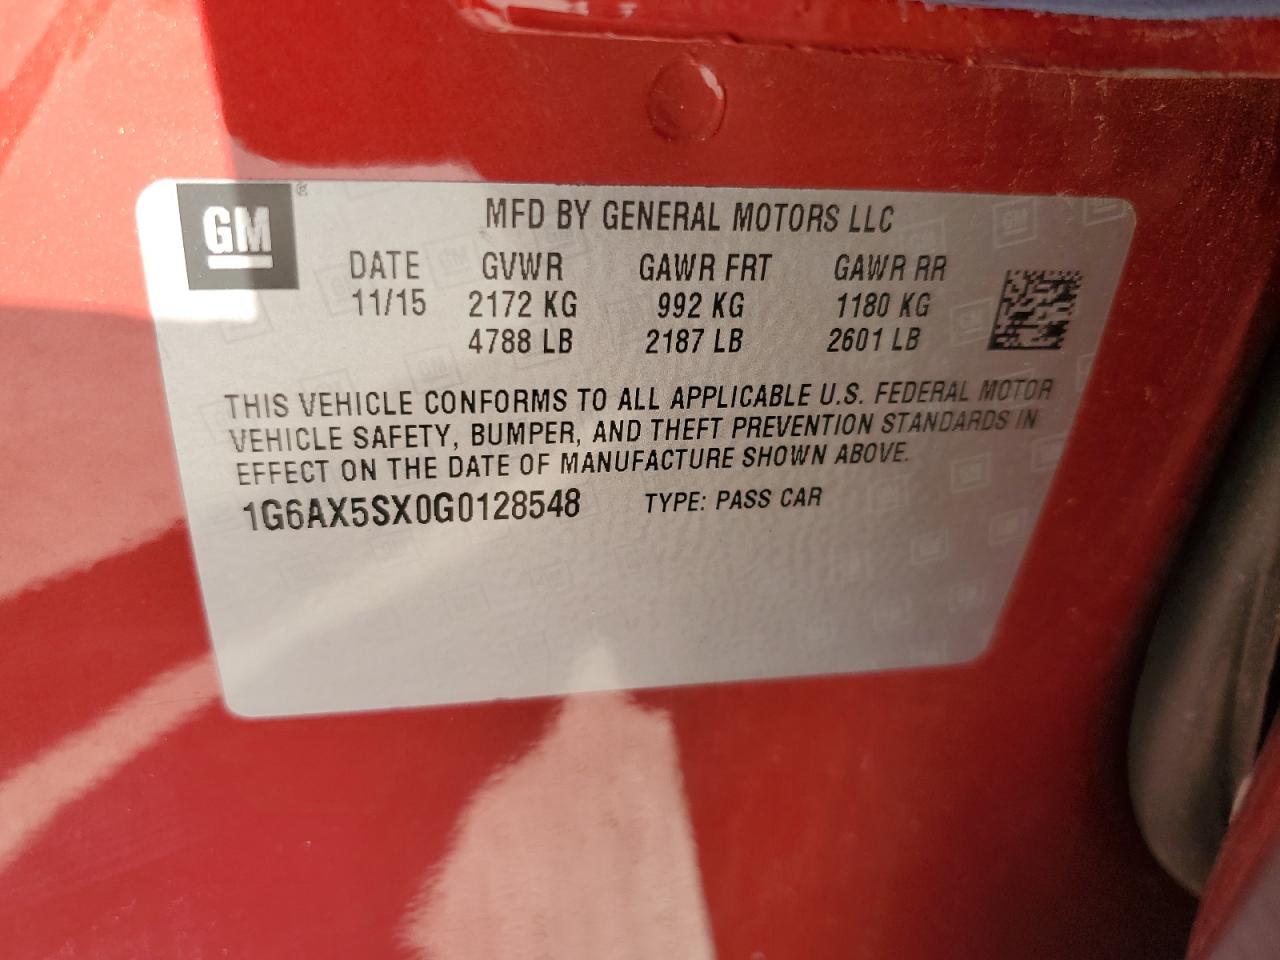 GM ®
MFD BY GENERAL MOTORS LLC
DATE GVWR GAWR FRT GAWR RR
11/15 2172 KG 992 KG 1180 KG
4788 LB 2187 LB 2601 LB
THIS VEHICLE CONFORMS TO ALL APPLICABLE U.S. FEDERAL MOTOR
VEHICLE SAFETY, BUMPER, AND THEFT PREVENTION STANDARDS IN
EFFECT ON THE DATE OF MANUFACTURE SHOWN ABOVE.
1G6AX5SX0G0128548 TYPE: PASS CAR